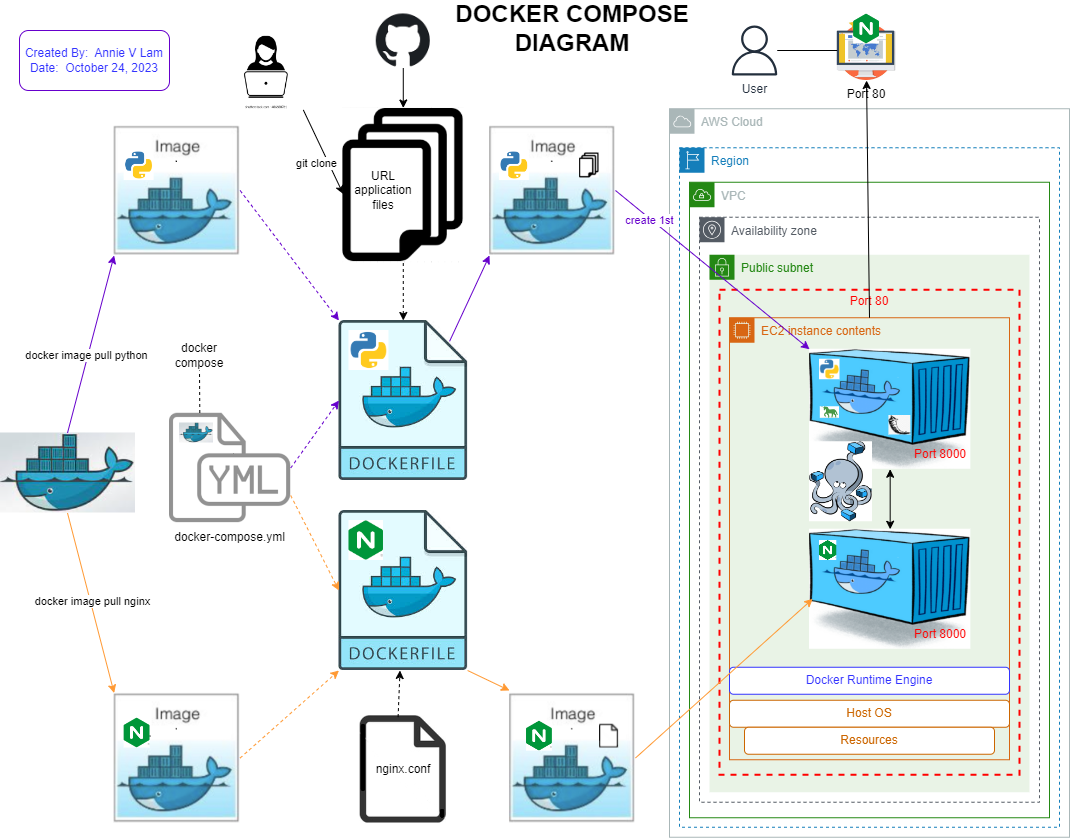 DOCKER COMPOSE
DIAGRAM
Created By: Annie V Lam
Date: October 24, 2023
User
Port 80
AWS Cloud
Region
VPC
Availability zone
Public subnet
Port 80
EC2 instance contents
Port 8000
Port 8000
Docker Runtime Engine
Host OS
Resources
git clone
URL
application
files
Image
Image
create 1st
docker image pull python
docker
compose
YML
docker-compose.yml
DOCKERFILE
N
DOCKERFILE
docker image pull nginx
Image
N
nginx.conf
Image
N
N
N